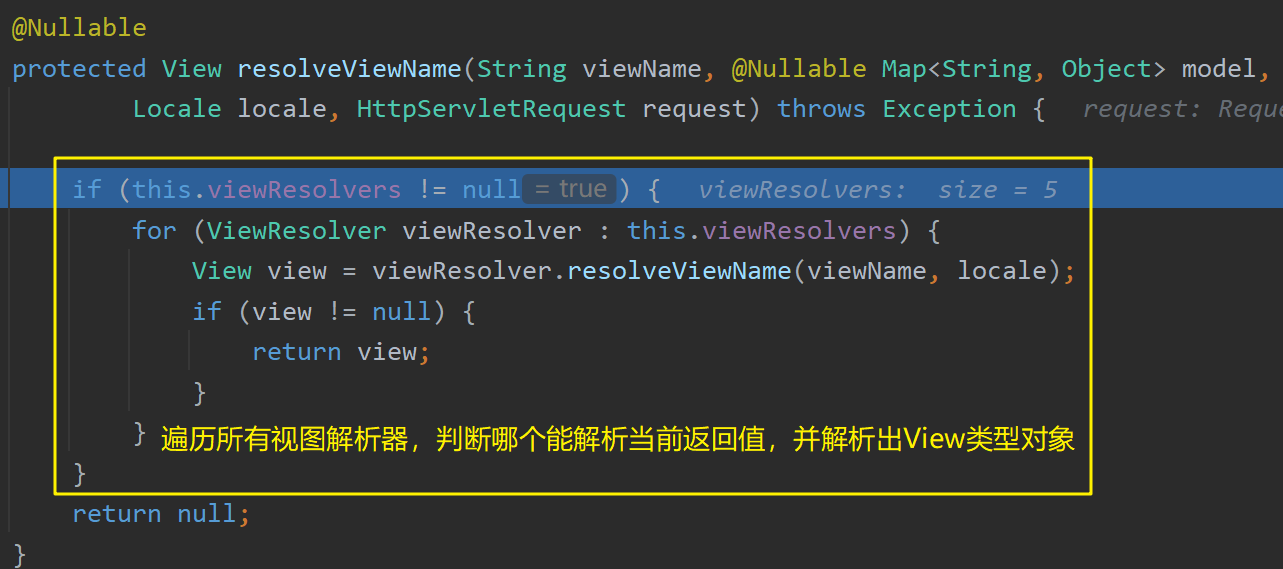 @Nullable
protected View resolveViewName(String viewName, @Nullable Map<String, Object> model,
Locale locale, HttpServletRequest request) throws Exception { request: Reque
if (this.viewResolvers != null = true ) { viewResolvers: size = 5
for (ViewResolver viewResolver : this.viewResolvers) {
View view = viewResolver.resolveViewName(viewName, locale);
if (view != null) {
return view;
}
} 遍历所有视图解析器，判断哪个能解析当前返回值，并解析出View类型对象
}
return null;
}